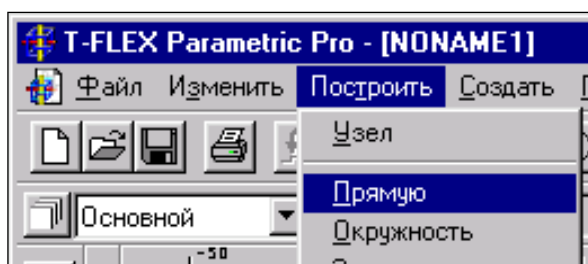 T-FLEX Parametric Pro - [NONAME1]
Файл Изменить Построить Создать
Узел
Прямую
Основной
Окружность
-50